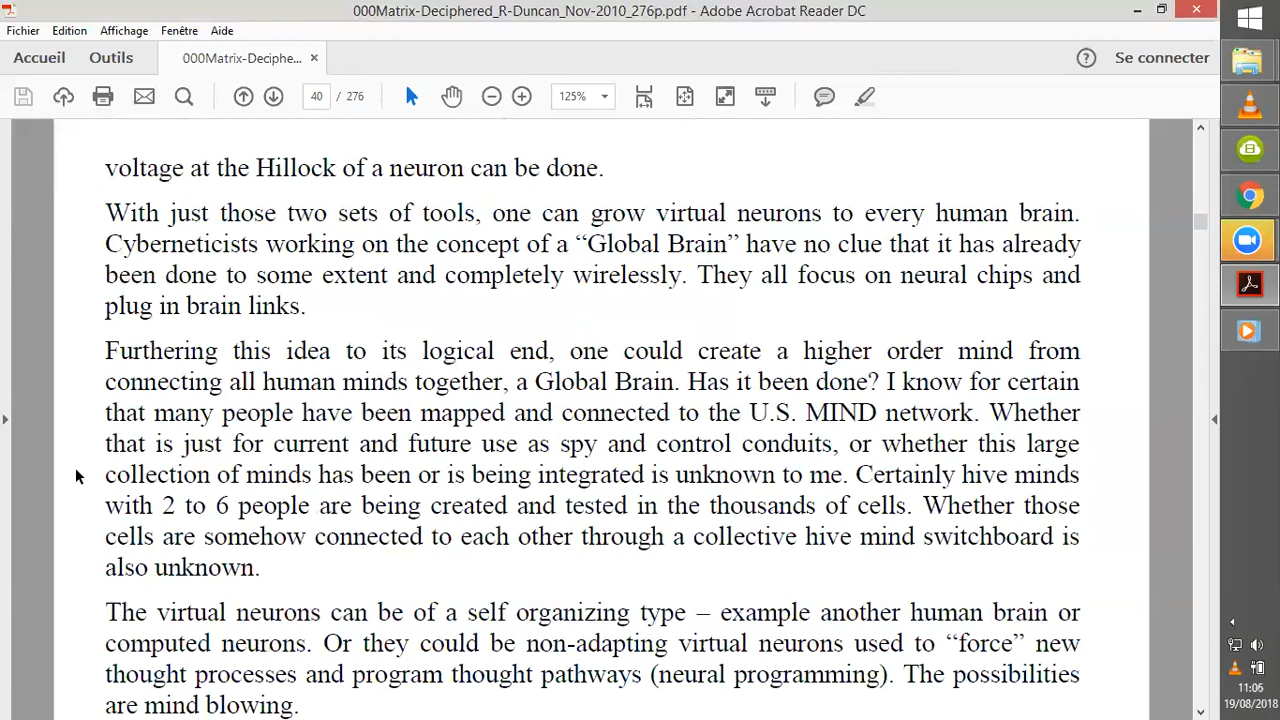 000Matrix-Deciphered_R-Duncan_Nov-2010_276p.pdf - Adobe Acrobat Reader DC
Fichier Edition Affichage Fenêtre Aide
Accueil Outils 000Matrix-Deciphe... × Se connecter
40 / 276 125%
voltage at the Hillock of a neuron can be done.
With just those two sets of tools, one can grow virtual neurons to every human brain.
Cyberneticists working on the concept of a “Global Brain” have no clue that it has already
been done to some extent and completely wirelessly. They all focus on neural chips and
plug in brain links.
Furthering this idea to its logical end, one could create a higher order mind from
connecting all human minds together, a Global Brain. Has it been done? I know for certain
that many people have been mapped and connected to the U.S. MIND network. Whether
that is just for current and future use as spy and control conduits, or whether this large
collection of minds has been or is being integrated is unknown to me. Certainly hive minds
with 2 to 6 people are being created and tested in the thousands of cells. Whether those
cells are somehow connected to each other through a collective hive mind switchboard is
also unknown.
The virtual neurons can be of a self organizing type – example another human brain or
computed neurons. Or they could be non-adapting virtual neurons used to “force” new
thought processes and program thought pathways (neural programming). The possibilities
are mind blowing.
11:06
19/08/2018